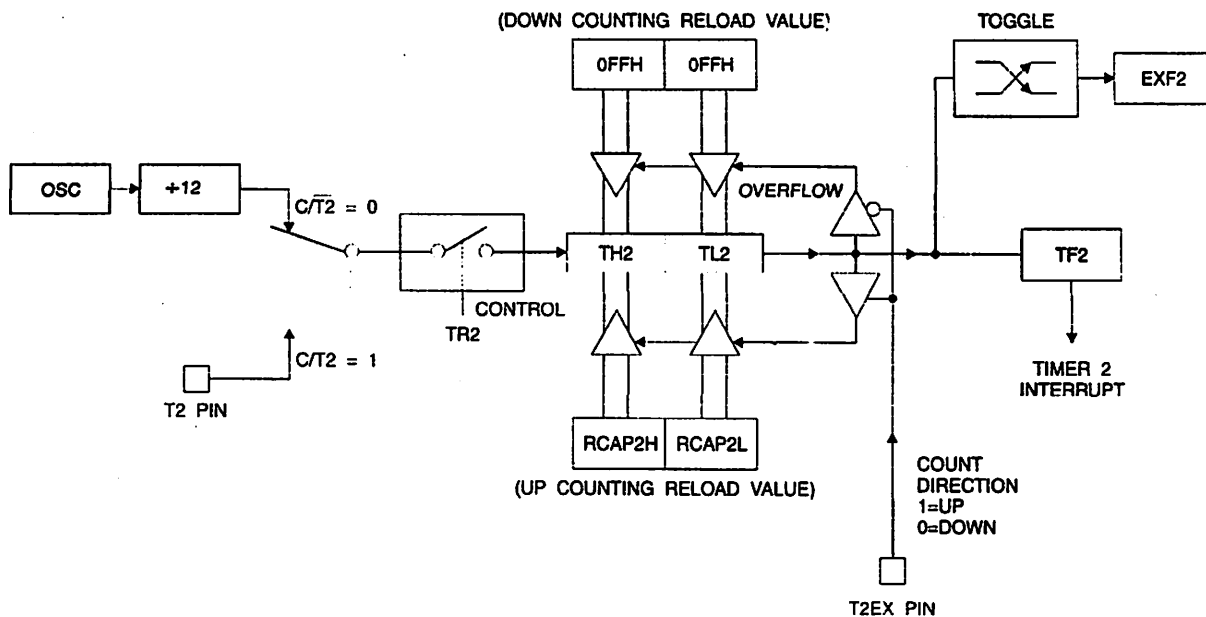 (DOWN COUNTING RELOAD VALUE)
TOGGLE
0FFH
0FFH
EXF2
OSC
+12
C/T2 = 0
OVERFLOW
TH2
TL2
TF2
CONTROL
TR2
C/T2 = 1
T2 PIN
TIMER 2
INTERRUPT
RCAP2H
RCAP2L
(UP COUNTING RELOAD VALUE)
COUNT
DIRECTION
1=UP
0=DOWN
T2EX PIN